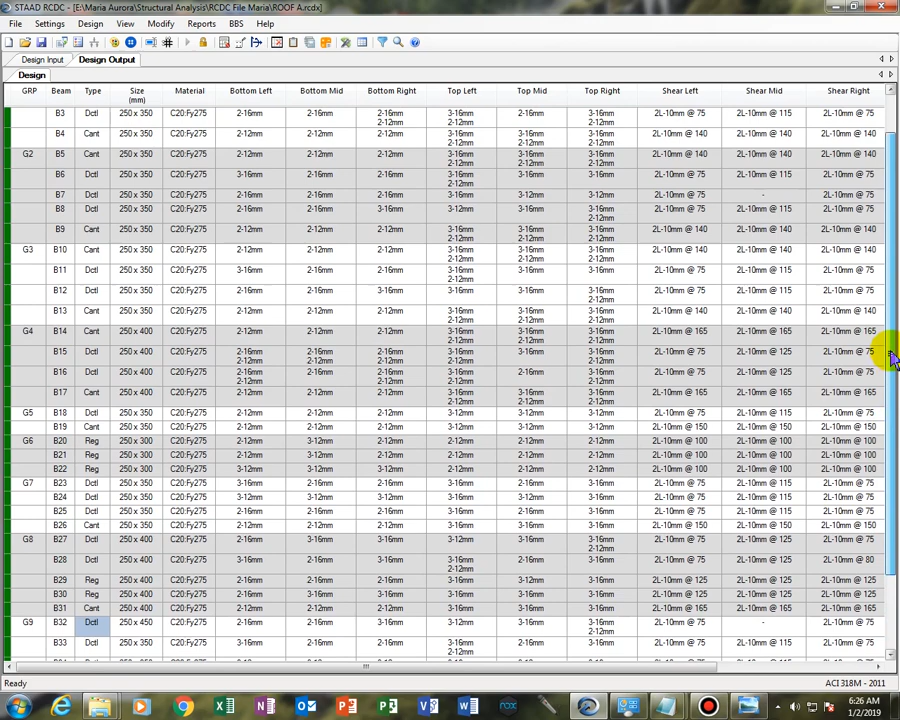 STAAD RCDC - [E:\Maria Aurora\Structural Analysis\RCDC File Maria\ROOF A.rcdx]
File Settings Design View Modify Reports BBS Help
Design Input Design Output
Design
GRP Beam Type Size (mm) Material Bottom Left Bottom Mid Bottom Right Top Left Top Mid Top Right Shear Left Shear Mid Shear Right
B3 Dctl 250 x 350 C20:Fy275 2-16mm 2-16mm 2-16mm 2-12mm 3-16mm 2-12mm 2-16mm 3-16mm 2-12mm 2L-10mm @ 75 2L-10mm @ 115 2L-10mm @ 75
B4 Cant 250 x 350 C20:Fy275 2-12mm 2-12mm 2-12mm 3-16mm 2-12mm 3-16mm 2-12mm 3-16mm 2-12mm 2L-10mm @ 140 2L-10mm @ 140 2L-10mm @ 140
G2 B5 Cant 250 x 350 C20:Fy275 2-12mm 2-12mm 2-12mm 3-16mm 2-12mm 3-16mm 2-12mm 3-16mm 2-12mm 2L-10mm @ 140 2L-10mm @ 140 2L-10mm @ 140
B6 Dctl 250 x 350 C20:Fy275 3-16mm 2-16mm 2-16mm 3-16mm 2-12mm 2-16mm 3-16mm 2-12mm 2L-10mm @ 75 2L-10mm @ 115 2L-10mm @ 75
B7 Dctl 250 x 350 C20:Fy275 2-16mm 2-16mm 3-16mm 3-16mm 3-12mm 3-12mm 2L-10mm @ 75 - 2L-10mm @ 75
B8 Dctl 250 x 350 C20:Fy275 2-16mm 2-16mm 3-16mm 3-12mm 3-12mm 3-16mm 2-12mm 2L-10mm @ 75 2L-10mm @ 115 2L-10mm @ 75
B9 Cant 250 x 350 C20:Fy275 2-12mm 2-12mm 2-12mm 3-16mm 2-12mm 3-16mm 2-12mm 3-16mm 2-12mm 2L-10mm @ 140 2L-10mm @ 140 2L-10mm @ 140
G3 B10 Cant 250 x 350 C20:Fy275 2-12mm 2-12mm 2-12mm 3-16mm 2-12mm 3-16mm 2-12mm 3-16mm 2-12mm 2L-10mm @ 140 2L-10mm @ 140 2L-10mm @ 140
B11 Dctl 250 x 350 C20:Fy275 3-16mm 2-16mm 2-16mm 3-16mm 2-12mm 3-16mm 3-16mm 2L-10mm @ 75 2L-10mm @ 115 2L-10mm @ 75
B12 Dctl 250 x 350 C20:Fy275 2-16mm 2-16mm 3-16mm 3-16mm 3-16mm 3-16mm 2-12mm 2L-10mm @ 75 2L-10mm @ 115 2L-10mm @ 75
B13 Cant 250 x 350 C20:Fy275 2-12mm 2-12mm 2-12mm 3-16mm 2-12mm 3-16mm 2-12mm 3-16mm 2-12mm 2L-10mm @ 140 2L-10mm @ 140 2L-10mm @ 140
G4 B14 Cant 250 x 400 C20:Fy275 2-12mm 2-12mm 2-12mm 3-16mm 2-12mm 3-16mm 2-12mm 3-16mm 2-12mm 2L-10mm @ 165 2L-10mm @ 165 2L-10mm @ 165
B15 Dctl 250 x 400 C20:Fy275 2-16mm 2-12mm 2-16mm 2-12mm 2-16mm 2-12mm 3-16mm 2-12mm 3-16mm 3-16mm 2-12mm 2L-10mm @ 75 2L-10mm @ 125 2L-10mm @ 75
B16 Dctl 250 x 400 C20:Fy275 2-16mm 2-12mm 2-16mm 2-16mm 2-12mm 3-16mm 2-12mm 2-16mm 3-16mm 2-12mm 2L-10mm @ 75 2L-10mm @ 125 2L-10mm @ 75
B17 Cant 250 x 400 C20:Fy275 2-12mm 2-12mm 2-12mm 3-16mm 2-12mm 3-16mm 2-12mm 3-16mm 2-12mm 2L-10mm @ 165 2L-10mm @ 165 2L-10mm @ 165
G5 B18 Dctl 250 x 350 C20:Fy275 3-12mm 3-12mm 3-12mm 3-12mm 3-12mm 3-12mm 2L-10mm @ 75 2L-10mm @ 115 2L-10mm @ 75
B19 Cant 250 x 350 C20:Fy275 2-12mm 2-12mm 2-12mm 3-12mm 3-12mm 3-12mm 2L-10mm @ 150 2L-10mm @ 150 2L-10mm @ 150
G6 B20 Reg 250 x 300 C20:Fy275 2-12mm 2-12mm 2-12mm 2-12mm 2-12mm 2-12mm 2L-10mm @ 100 2L-10mm @ 100 2L-10mm @ 100
B21 Reg 250 x 300 C20:Fy275 3-12mm 3-12mm 3-12mm 2-12mm 2-12mm 2-12mm 2L-10mm @ 100 2L-10mm @ 100 2L-10mm @ 100
B22 Reg 250 x 300 C20:Fy275 3-12mm 3-12mm 3-12mm 2-12mm 2-12mm 2-12mm 2L-10mm @ 100 2L-10mm @ 100 2L-10mm @ 100
G7 B23 Dctl 250 x 350 C20:Fy275 3-16mm 2-16mm 2-16mm 3-16mm 2-16mm 3-16mm 2L-10mm @ 75 2L-10mm @ 115 2L-10mm @ 75
B24 Dctl 250 x 350 C20:Fy275 3-12mm 3-12mm 3-12mm 3-16mm 3-12mm 3-12mm 2L-10mm @ 75 2L-10mm @ 115 2L-10mm @ 75
B25 Dctl 250 x 350 C20:Fy275 2-16mm 2-16mm 2-16mm 3-12mm 3-12mm 3-16mm 2L-10mm @ 75 2L-10mm @ 115 2L-10mm @ 75
B26 Cant 250 x 350 C20:Fy275 2-12mm 2-12mm 2-12mm 3-12mm 3-12mm 3-12mm 2L-10mm @ 150 2L-10mm @ 150 2L-10mm @ 150
G8 B27 Dctl 250 x 400 C20:Fy275 3-16mm 3-16mm 3-16mm 3-16mm 2-16mm 3-16mm 2-12mm 2L-10mm @ 75 2L-10mm @ 125 2L-10mm @ 75
B28 Dctl 250 x 400 C20:Fy275 3-16mm 2-16mm 2-16mm 3-16mm 2-12mm 2-16mm 3-16mm 2L-10mm @ 75 2L-10mm @ 125 2L-10mm @ 80
B29 Reg 250 x 400 C20:Fy275 2-16mm 2-16mm 2-16mm 3-16mm 3-12mm 3-16mm 2L-10mm @ 125 2L-10mm @ 125 2L-10mm @ 125
B30 Reg 250 x 400 C20:Fy275 2-16mm 2-16mm 2-16mm 3-16mm 3-12mm 3-16mm 2L-10mm @ 125 2L-10mm @ 125 2L-10mm @ 125
B31 Cant 250 x 400 C20:Fy275 2-16mm 2-16mm 2-16mm 3-16mm 3-16mm 3-16mm 2L-10mm @ 165 2L-10mm @ 165 2L-10mm @ 165
G9 B32 Dctl 250 x 450 C20:Fy275 2-16mm 2-16mm 3-16mm 3-12mm 3-12mm 3-16mm 2-12mm 2L-10mm @ 75 - 2L-10mm @ 75
B33 Dctl 250 x 350 C20:Fy275 3-16mm 2-16mm 2-16mm 3-16mm 2-12mm 2-16mm 3-16mm 2L-10mm @ 75 2L-10mm @ 115 2L-10mm @ 75
Ready
ACI 318M - 2011
6:26 AM
1/2/2019